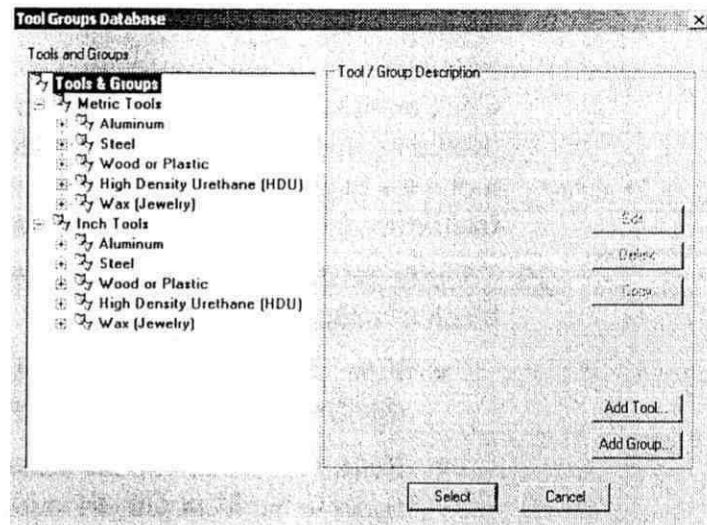 Tool Groups Database
Tools and Groups
Tools & Groups
Metric Tools
Aluminum
Steel
Wood or Plastic
High Density Urethane (HDU)
Wax (Jewelry)
Inch Tools
Aluminum
Steel
Wood or Plastic
High Density Urethane (HDU)
Wax (Jewelry)
Tool / Group Description
Edit
Delete
Copy
Add Tool...
Add Group...
Select
Cancel